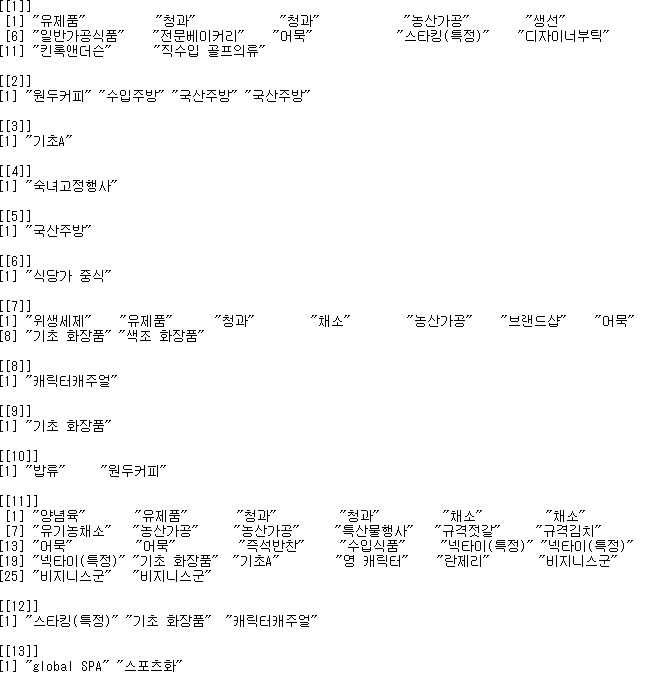 [[1]]
[1] "유제품" "청과" "청과" "농산가공" "생선"
[6] "일반가공식품" "전문베이커리" "어묵" "스타킹(특정)" "디자이너부틱"
[11] "킨록앤더슨" "직수입 골프의류"
[[2]]
[1] "원두커피" "수입주방" "국산주방" "국산주방"
[[3]]
[1] "기초A"
[[4]]
[1] "숙녀고정행사"
[[5]]
[1] "국산주방"
[[6]]
[1] "식당가 중식"
[[7]]
[1] "위생세제" "유제품" "청과" "채소" "농산가공" "브랜드샵" "어묵"
[8] "기초 화장품" "색조 화장품"
[[8]]
[1] "캐릭터캐주얼"
[[9]]
[1] "기초 화장품"
[[10]]
[1] "밥류" "원두커피"
[[11]]
[1] "양념육" "유제품" "청과" "청과" "채소" "채소"
[7] "유기농채소" "농산가공" "농산가공" "특산물행사" "규격젓갈" "규격김치"
[13] "어묵" "어묵" "즉석반찬" "수입식품" "넥타이(특정)" "넥타이(특정)"
[19] "넥타이(특정)" "기초 화장품" "기초A" "영 캐릭터" "란제리" "비지니스군"
[25] "비지니스군" "비지니스군"
[[12]]
[1] "스타킹(특정)" "기초 화장품" "캐릭터캐주얼"
[[13]]
[1] "global SPA" "스포츠화"